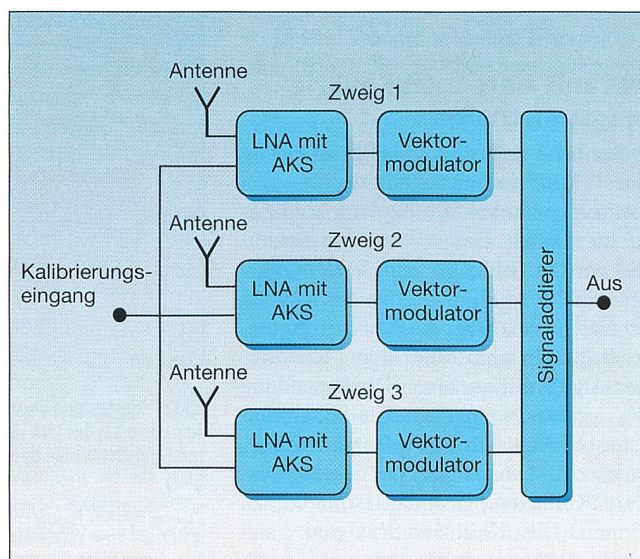 Antenne
Zweig 1
LNA mit
AKS
Vektor-
modulator
Antenne
Zweig 2
Kalibrierungs-
eingang
LNA mit
AKS
Vektor-
modulator
Signaladdierer
Aus
Antenne
Zweig 3
LNA mit
AKS
Vektor-
modulator